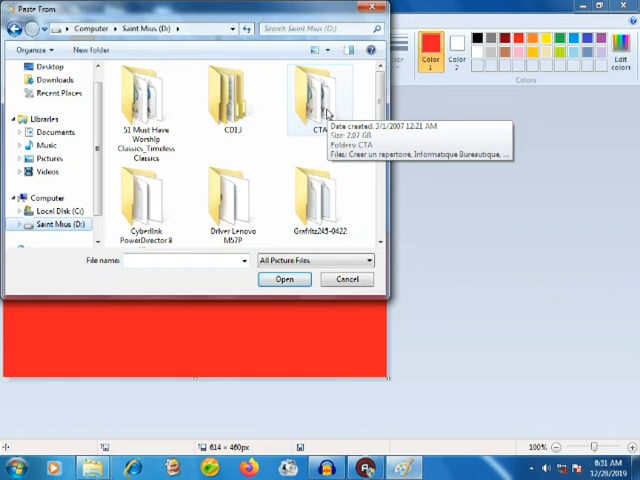 Paste From
Computer
Saint Mius (D:)
Search Saint Mius (D:)
Organize
New folder
Desktop
Downloads
Recent Places
Libraries
Documents
Music
Pictures
Videos
Computer
Local Disk (C:)
Saint Mius (D:)
51 Must Have
Worship
Classics_Timeless
Classics
CD13
CTA
Cyberlink
PowerDirector 8
Driver Lenovo
M57P
Date created: 3/1/2007 12:21 AM
Size: 2.07 GB
Folders: CTA
Files: Creer un repertoire, Informatique Bureautique, ...
File name:
All Picture Files
Open
Cancel
Color
1
Color
2
Edit
colors
Colors
614 × 460px
100%
6:31 AM
12/28/2019